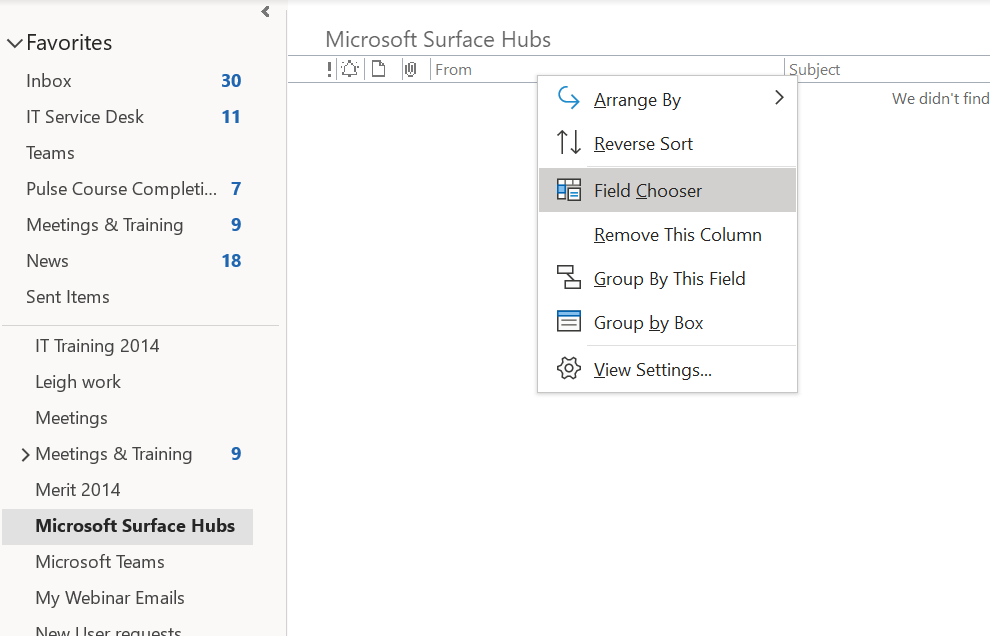 Favorites
Inbox 30
IT Service Desk 11
Teams
Pulse Course Completi... 7
Meetings & Training 9
News 18
Sent Items
IT Training 2014
Leigh work
Meetings
Meetings & Training 9
Merit 2014
Microsoft Surface Hubs
Microsoft Teams
My Webinar Emails
New User requests
Microsoft Surface Hubs
From Subject
We didn't find
Arrange By
Reverse Sort
Field Chooser
Remove This Column
Group By This Field
Group by Box
View Settings...